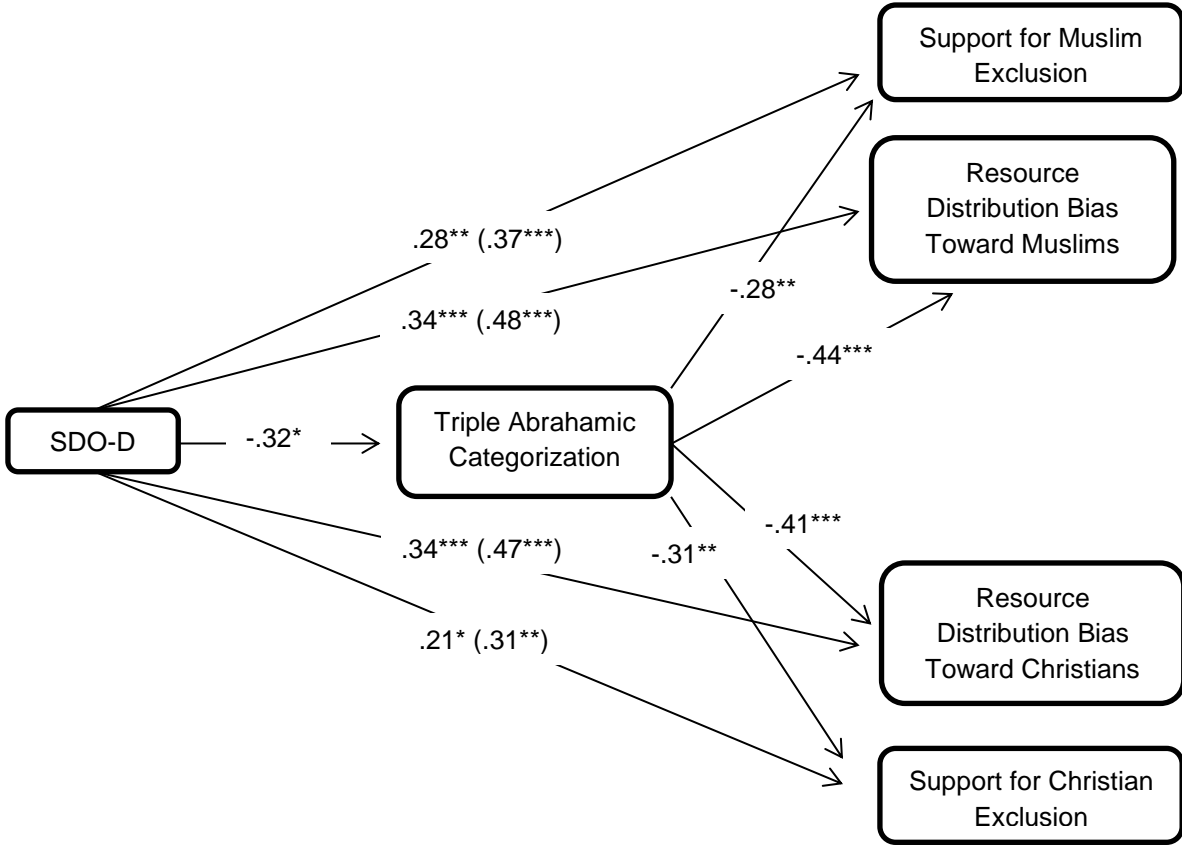 Support for Muslim
Exclusion
Resource
Distribution Bias
Toward Muslims
.28** (.37***)
-.28**
.34*** (.48***)
-.44***
SDO-D
-.32*
Triple Abrahamic
Categorization
-.41***
.34*** (.47***)
-.31**
Resource
Distribution Bias
Toward Christians
.21* (.31**)
Support for Christian
Exclusion